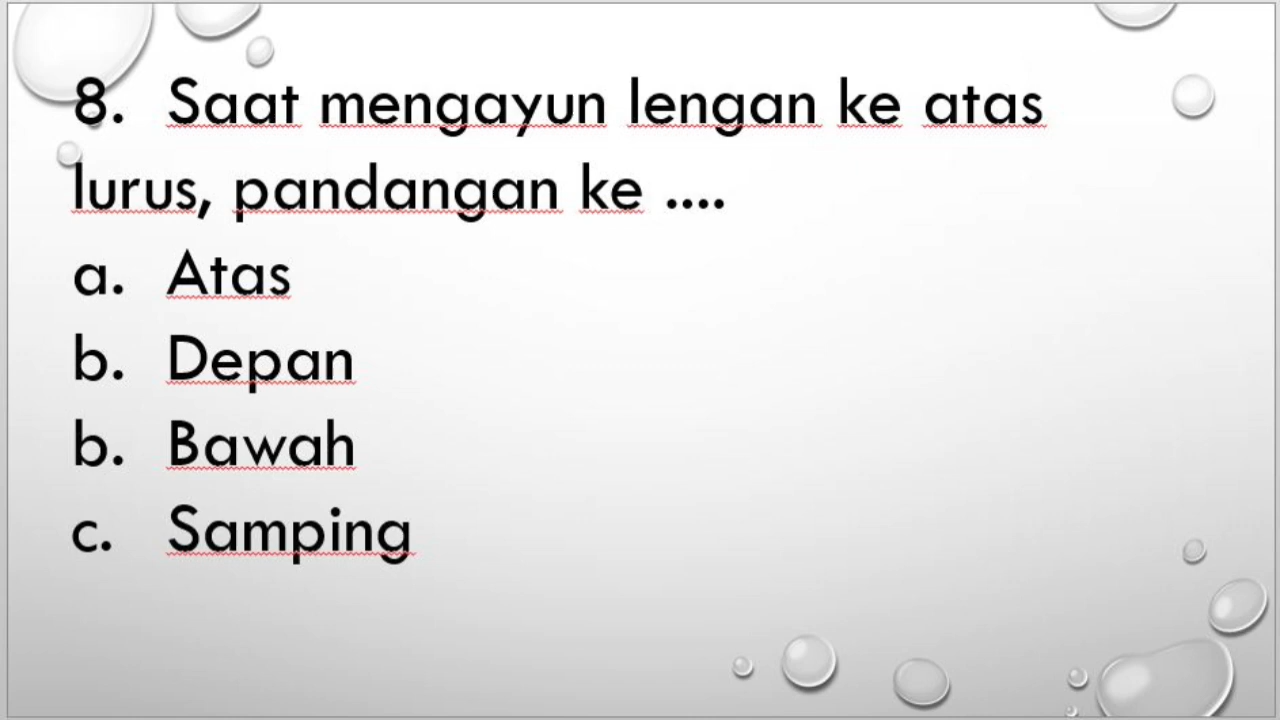 8. Saat mengayun lengan ke atas
lurus, pandangan ke ....
a. Atas
b. Depan
b. Bawah
c. Samping